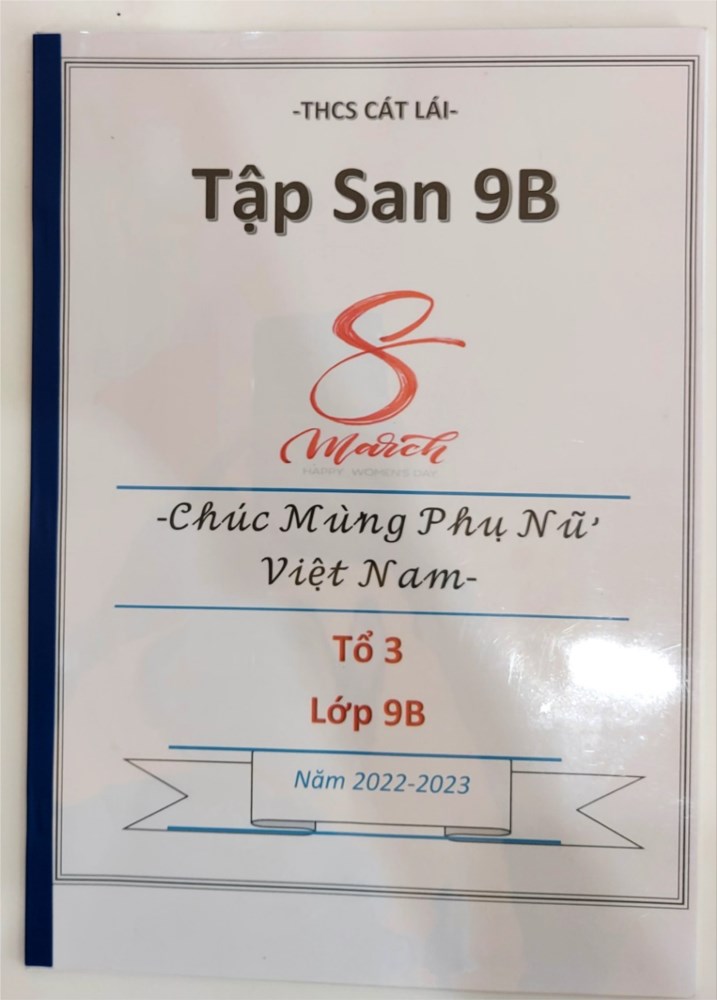 -THCS CÁT LÁI-
Tập San 9B
8
March
HAPPY WOMEN'S DAY
-Chúc Mừng Phụ Nữ
Việt Nam-
Tổ 3
Lớp 9B
Năm 2022-2023